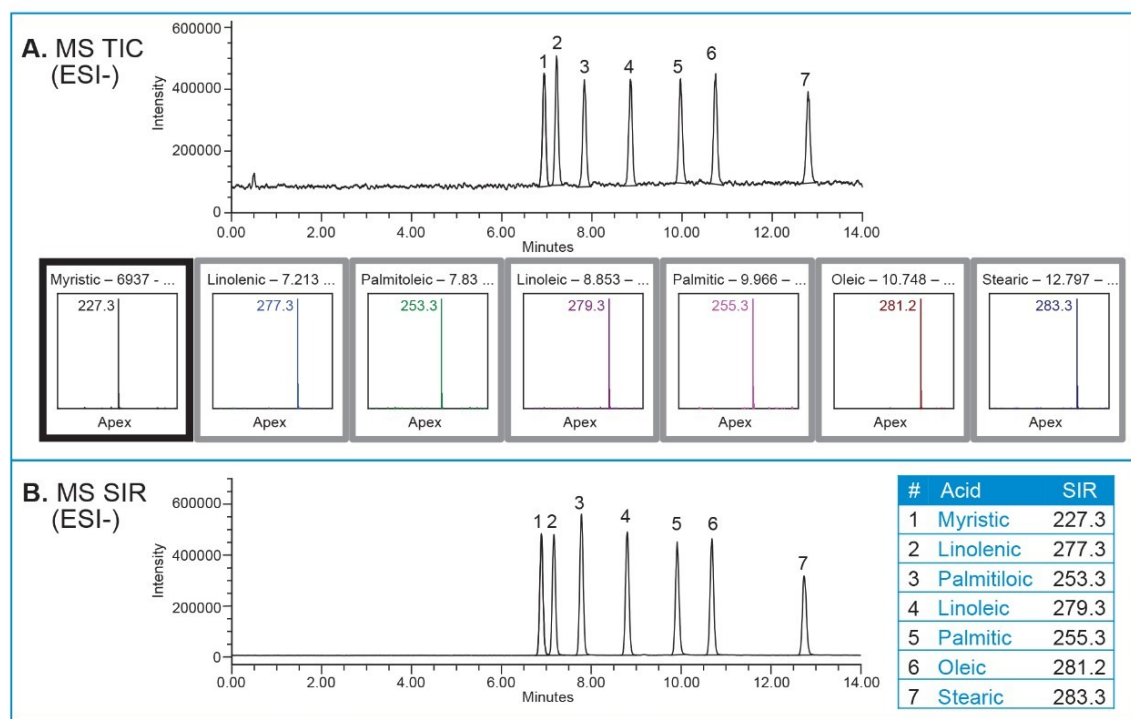 A. MS TIC
(ESI-)
600000
400000
200000
0
Intensity
1
2
3
4
5
6
7
0.00 2.00 4.00 6.00 8.00 10.00 12.00 14.00
Minutes
Myristic – 6937 - ...
227.3
Apex
Linolenic – 7.213 ...
277.3
Apex
Palmitoleic – 7.83 ...
253.3
Apex
Linoleic – 8.853 – ...
279.3
Apex
Palmitic – 9.966 – ...
255.3
Apex
Oleic – 10.748 – ...
281.2
Apex
Stearic – 12.797 – ...
283.3
Apex
B. MS SIR
(ESI-)
600000
400000
200000
0
Intensity
1
2
3
4
5
6
7
0.00 2.00 4.00 6.00 8.00 10.00 12.00 14.00
Minutes
# Acid SIR
1 Myristic 227.3
2 Linolenic 277.3
3 Palmitiloic 253.3
4 Linoleic 279.3
5 Palmitic 255.3
6 Oleic 281.2
7 Stearic 283.3